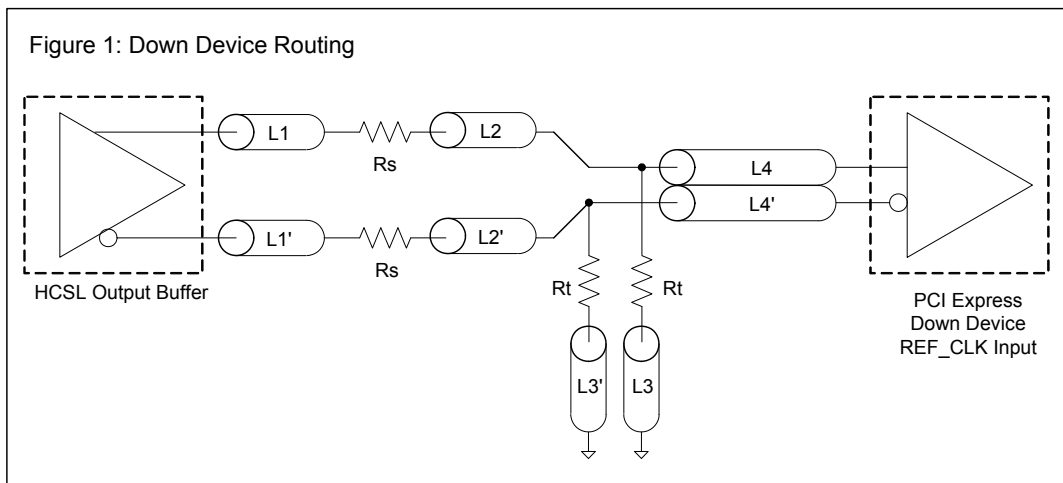 Figure 1: Down Device Routing
L1
Rs
L2
L4
L4'
L1'
Rs
L2'
HCSL Output Buffer
Rt
Rt
L3'
L3
PCI Express
Down Device
REF_CLK Input